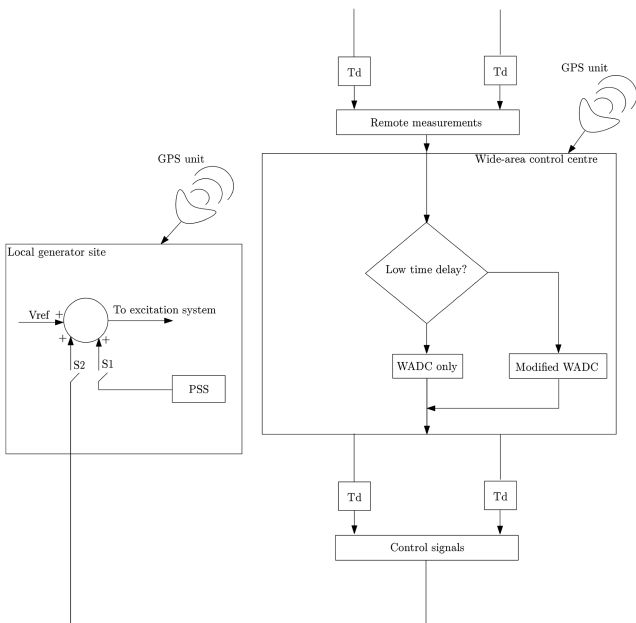 Td
Td
GPS unit
Remote measurements
Wide-area control centre
GPS unit
Local generator site
Low time delay?
Vref
+
To excitation system
+
+
S2
S1
PSS
WADC only
Modified WADC
Td
Td
Control signals